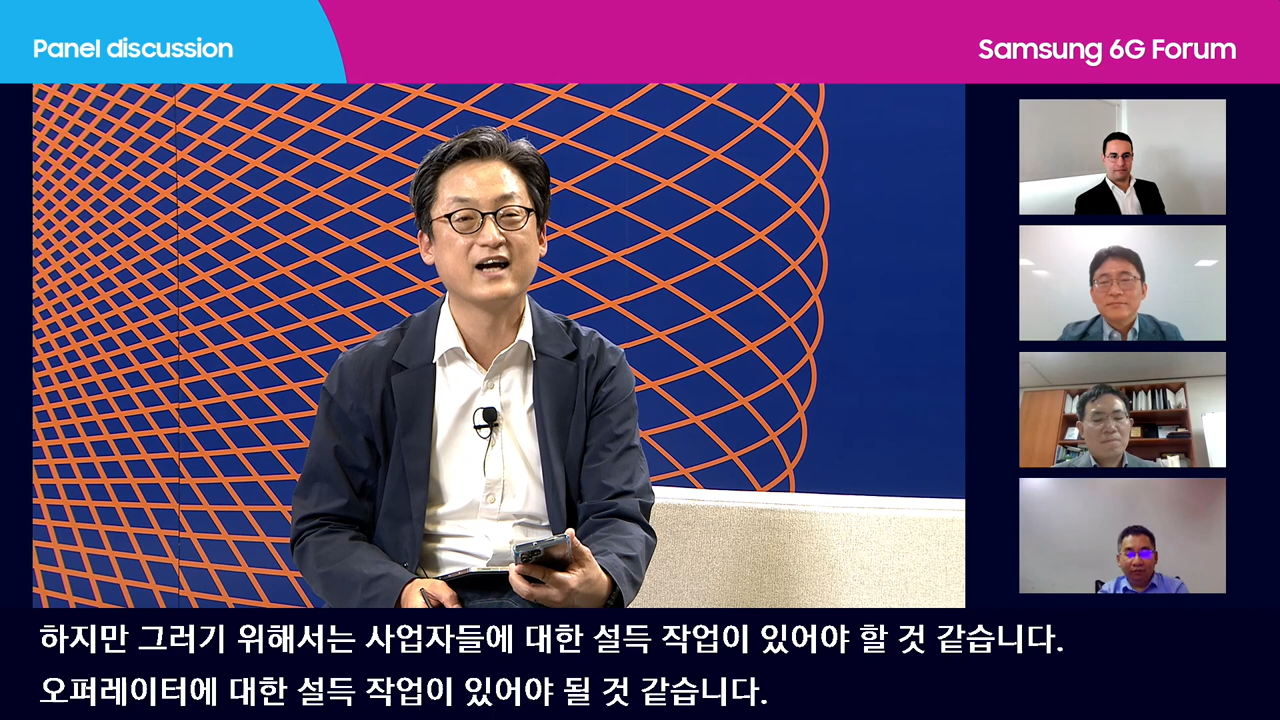 Panel discussion
Samsung 6G Forum
하지만 그러기 위해서는 사업자들에 대한 설득 작업이 있어야 할 것 같습니다.
오퍼레이터에 대한 설득 작업이 있어야 될 것 같습니다.